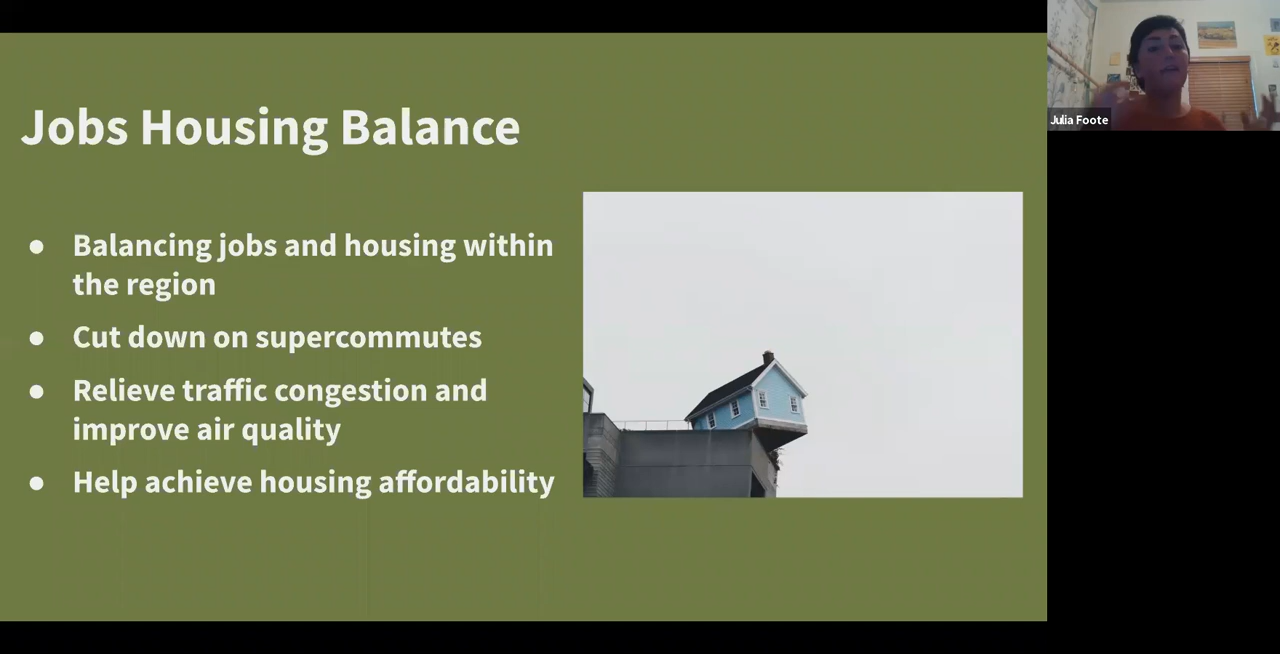 Jobs Housing Balance
● Balancing jobs and housing within
the region
● Cut down on supercommutes
● Relieve traffic congestion and
improve air quality
● Help achieve housing affordability
Julia Foote